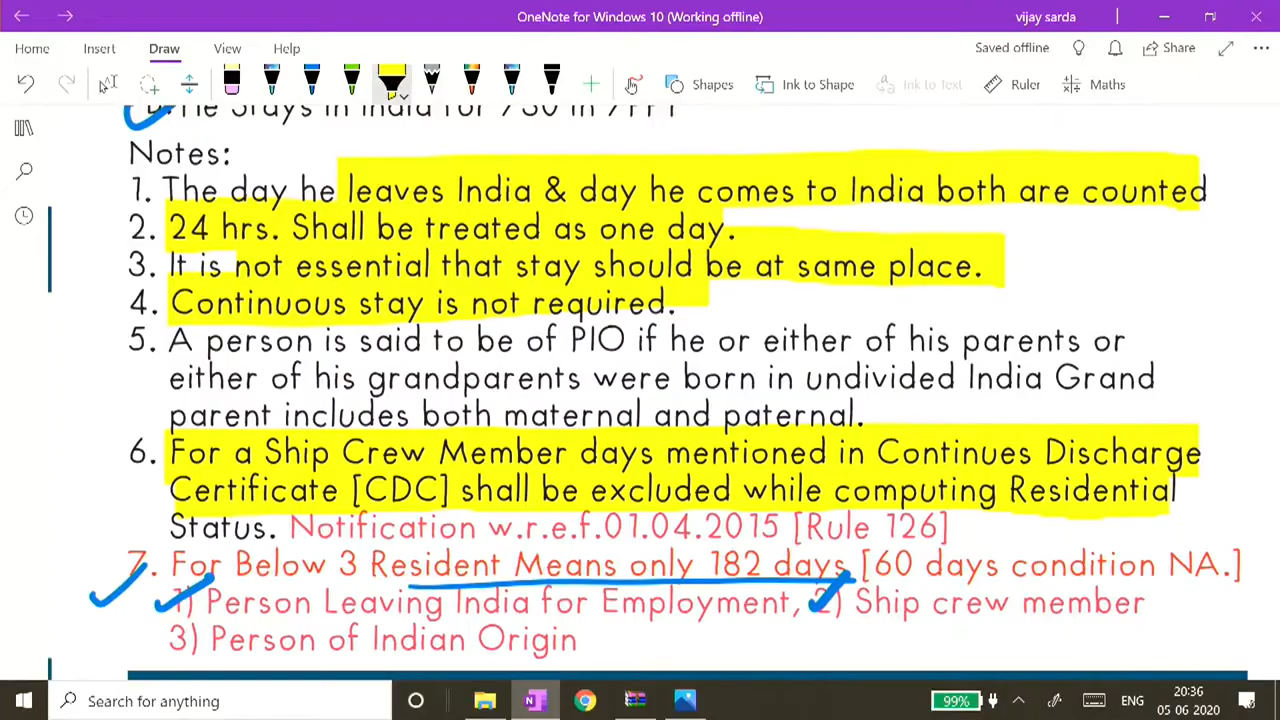 OneNote for Windows 10 (Working offline)
vijay sarda
Home Insert Draw View Help
Saved offline
Share
Shapes
Ink to Shape
Ink to Text
Ruler
Maths
He Stays in India for 730 in 7PPY
Notes:
1. The day he leaves India & day he comes to India both are counted
2. 24 hrs. Shall be treated as one day.
3. It is not essential that stay should be at same place.
4. Continuous stay is not required.
5. A person is said to be of PIO if he or either of his parents or
either of his grandparents were born in undivided India Grand
parent includes both maternal and paternal.
6. For a Ship Crew Member days mentioned in Continues Discharge
Certificate [CDC] shall be excluded while computing Residential
Status. Notification w.r.e.f.01.04.2015 [Rule 126]
7. For Below 3 Resident Means only 182 days [60 days condition NA.]
1) Person Leaving India for Employment, 2) Ship crew member
3) Person of Indian Origin
Search for anything
99%
ENG
20:36
05-06-2020